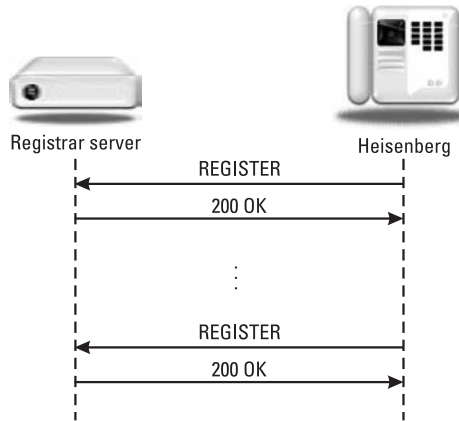 Registrar server
Heisenberg
REGISTER
200 OK
REGISTER
200 OK